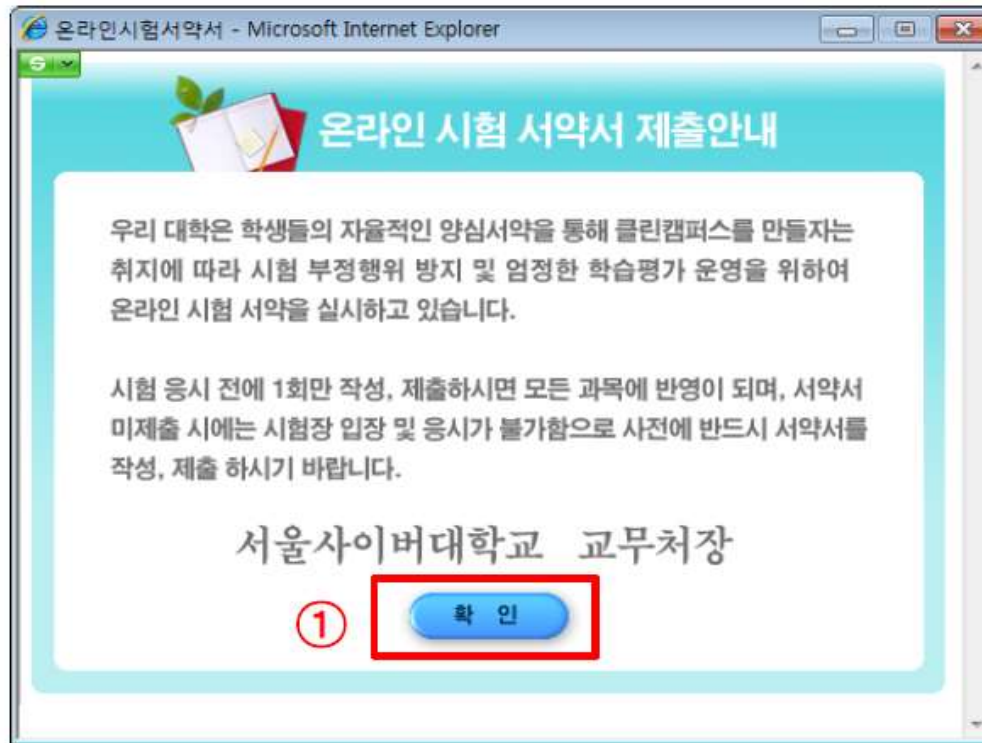 온라인시험서약서 - Microsoft Internet Explorer
S
온라인 시험 서약서 제출안내
우리 대학은 학생들의 자율적인 양심서약을 통해 클린캠퍼스를 만들자는
취지에 따라 시험 부정행위 방지 및 엄정한 학습평가 운영을 위하여
온라인 시험 서약을 실시하고 있습니다.
시험 응시 전에 1회만 작성, 제출하시면 모든 과목에 반영이 되며, 서약서
미제출 시에는 시험장 입장 및 응시가 불가함으로 사전에 반드시 서약서를
작성, 제출 하시기 바랍니다.
서울사이버대학교 교무처장
① 확 인